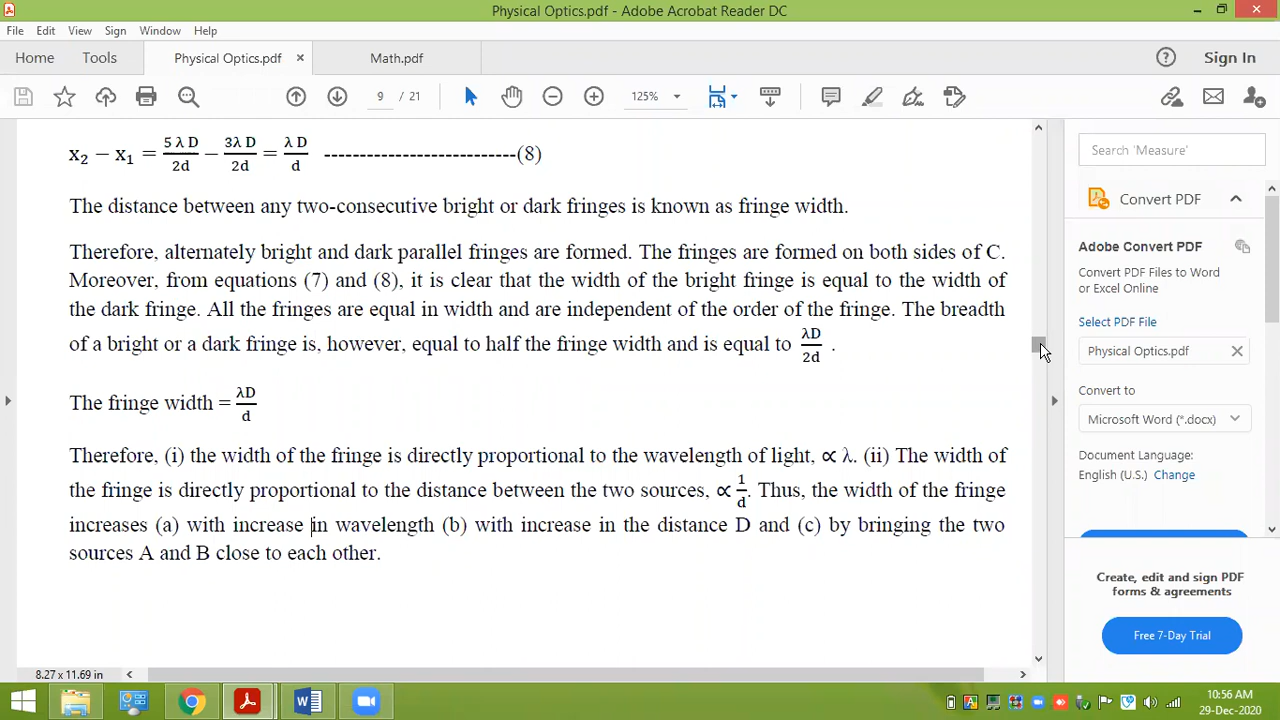 Physical Optics.pdf - Adobe Acrobat Reader DC
File Edit View Sign Window Help
Home Tools Physical Optics.pdf × Math.pdf Sign In
9 / 21 125%
x₂ − x₁ = 5 λ D/2d − 3λ D/2d = λ D/d ---------------------------(8)
The distance between any two-consecutive bright or dark fringes is known as fringe width.
Therefore, alternately bright and dark parallel fringes are formed. The fringes are formed on both sides of C.
Moreover, from equations (7) and (8), it is clear that the width of the bright fringe is equal to the width of
the dark fringe. All the fringes are equal in width and are independent of the order of the fringe. The breadth
of a bright or a dark fringe is, however, equal to half the fringe width and is equal to λD/2d .
The fringe width = λD/d
Therefore, (i) the width of the fringe is directly proportional to the wavelength of light, ∝ λ. (ii) The width of
the fringe is directly proportional to the distance between the two sources, ∝ 1/d. Thus, the width of the fringe
increases (a) with increase in wavelength (b) with increase in the distance D and (c) by bringing the two
sources A and B close to each other.
8.27 x 11.69 in
Search 'Measure'
Convert PDF
Adobe Convert PDF
Convert PDF Files to Word
or Excel Online
Select PDF File
Physical Optics.pdf
Convert to
Microsoft Word (*.docx)
Document Language:
English (U.S.) Change
Create, edit and sign PDF
forms & agreements
Free 7-Day Trial
10:56 AM
29-Dec-2020